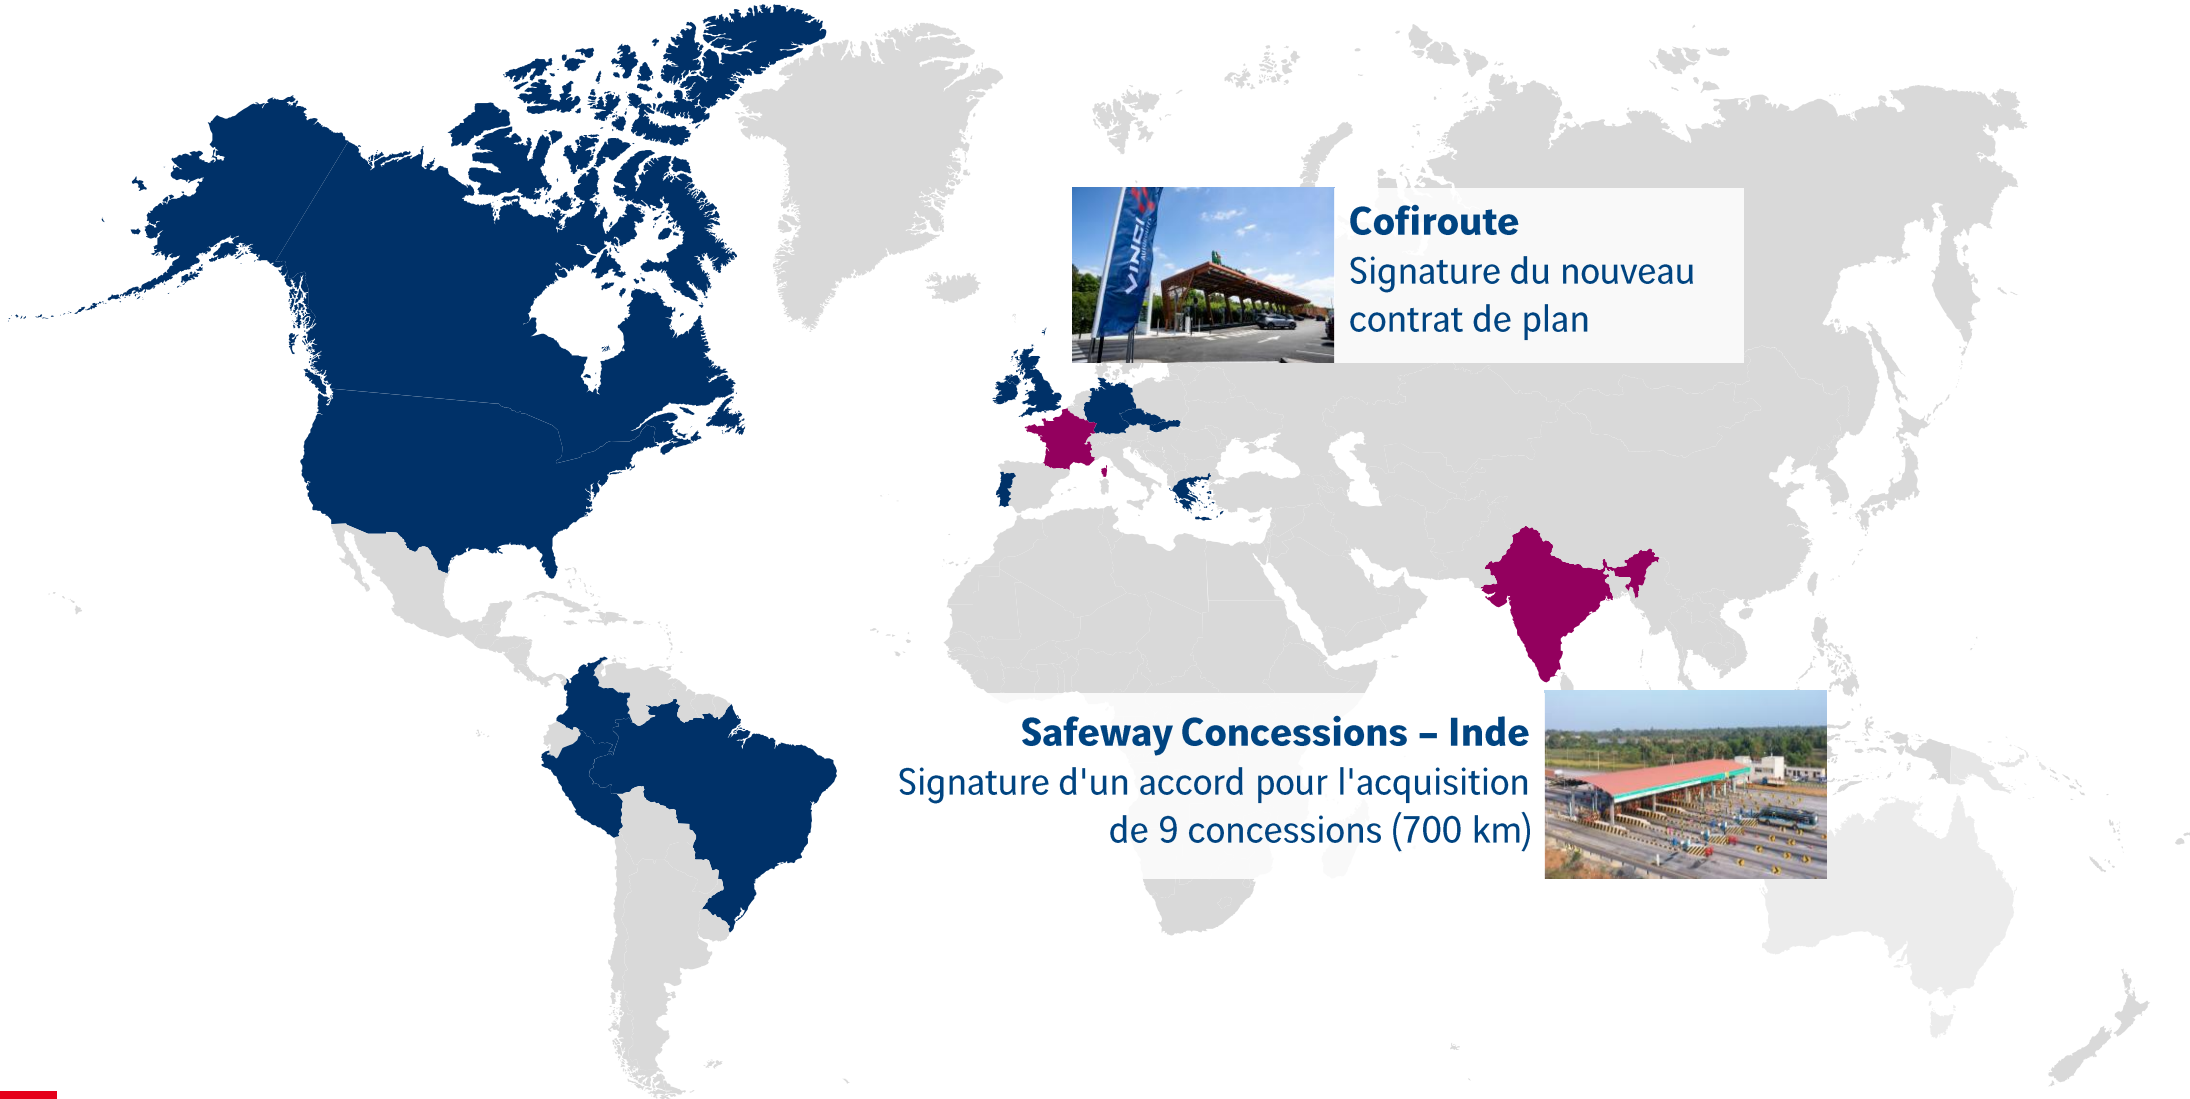 VINCI
Cofiroute
Signature du nouveau
contrat de plan
Safeway Concessions – Inde
Signature d'un accord pour l'acquisition
de 9 concessions (700 km)